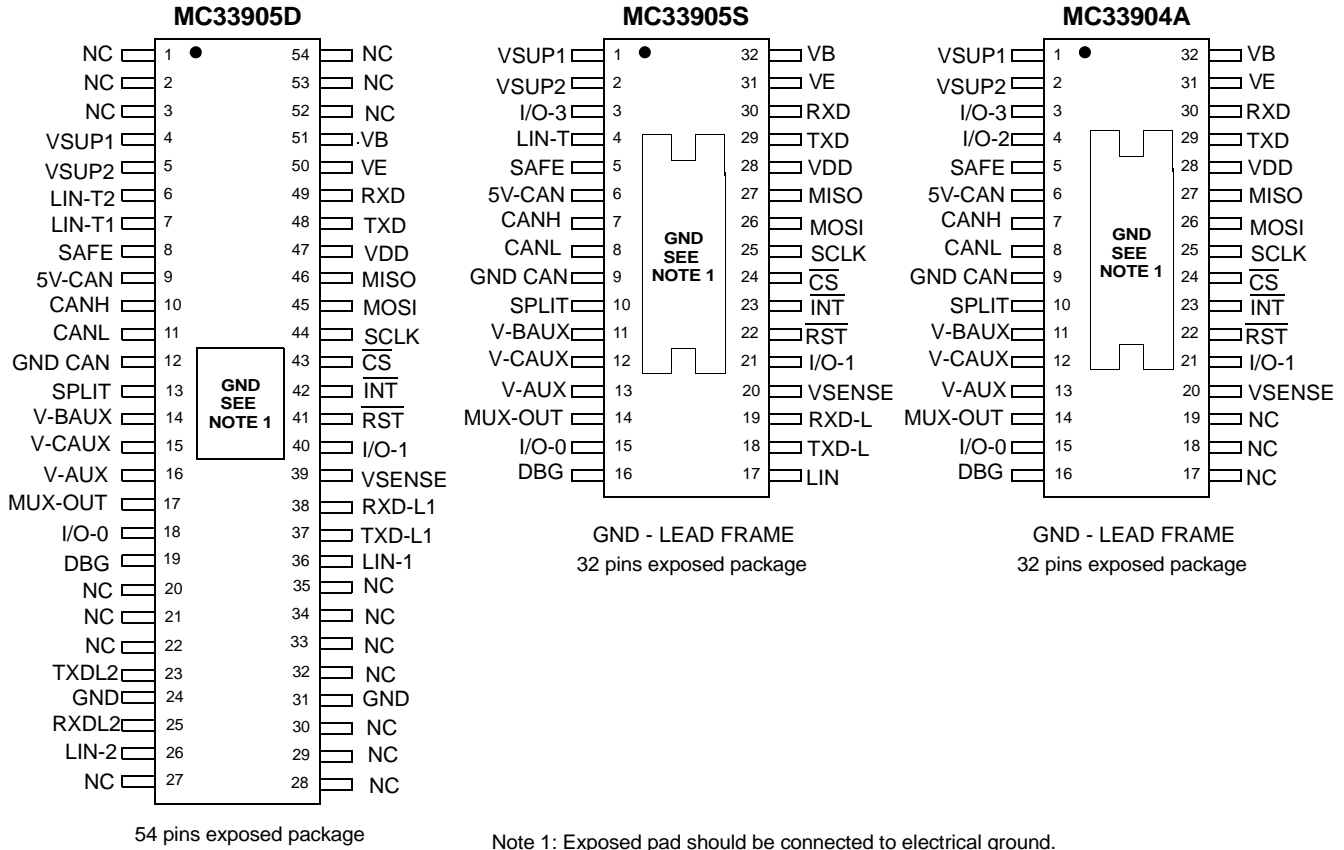 MC33905D
NC 1 54 NC
NC 2 53 NC
NC 3 52 NC
VSUP1 4 51 VB
VSUP2 5 50 VE
LIN-T2 6 49 RXD
LIN-T1 7 48 TXD
SAFE 8 47 VDD
5V-CAN 9 46 MISO
CANH 10 45 MOSI
CANL 11 44 SCLK
GND CAN 12 43 CS
SPLIT 13 42 INT
V-BAUX 14 41 RST
V-CAUX 15 40 I/O-1
V-AUX 16 39 VSENSE
MUX-OUT 17 38 RXD-L1
I/O-0 18 37 TXD-L1
DBG 19 36 LIN-1
NC 20 35 NC
NC 21 34 NC
NC 22 33 NC
TXDL2 23 32 NC
GND 24 31 GND
RXDL2 25 30 NC
LIN-2 26 29 NC
NC 27 28 NC
GND
SEE
NOTE 1
54 pins exposed package
MC33905S
VSUP1 1 32 VB
VSUP2 2 31 VE
I/O-3 3 30 RXD
LIN-T 4 29 TXD
SAFE 5 28 VDD
5V-CAN 6 27 MISO
CANH 7 26 MOSI
CANL 8 25 SCLK
GND CAN 9 24 CS
SPLIT 10 23 INT
V-BAUX 11 22 RST
V-CAUX 12 21 I/O-1
V-AUX 13 20 VSENSE
MUX-OUT 14 19 RXD-L
I/O-0 15 18 TXD-L
DBG 16 17 LIN
GND
SEE
NOTE 1
GND - LEAD FRAME
32 pins exposed package
MC33904A
VSUP1 1 32 VB
VSUP2 2 31 VE
I/O-3 3 30 RXD
I/O-2 4 29 TXD
SAFE 5 28 VDD
5V-CAN 6 27 MISO
CANH 7 26 MOSI
CANL 8 25 SCLK
GND CAN 9 24 CS
SPLIT 10 23 INT
V-BAUX 11 22 RST
V-CAUX 12 21 I/O-1
V-AUX 13 20 VSENSE
MUX-OUT 14 19 NC
I/O-0 15 18 NC
DBG 16 17 NC
GND
SEE
NOTE 1
GND - LEAD FRAME
32 pins exposed package
Note 1: Exposed pad should be connected to electrical ground.